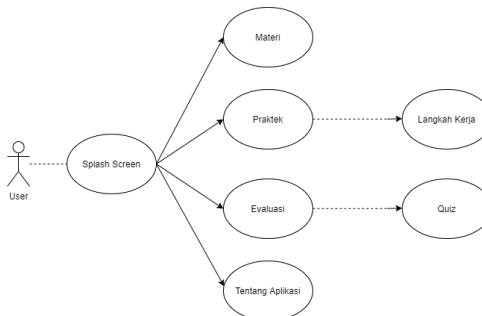 Materi
Praktek
Langkah Kerja
Splash Screen
User
Evaluasi
Quiz
Tentang Aplikasi